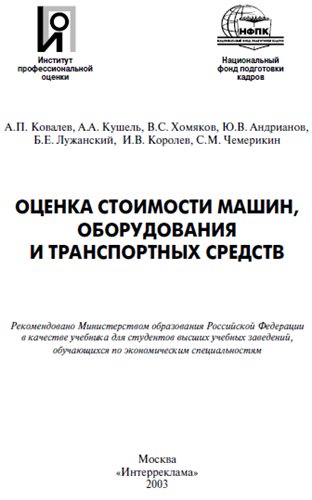 Институт
профессиональной
оценки
НФПК
Национальный
фонд подготовки
кадров
А.П. Ковалев, А.А. Кушель, В.С. Хомяков, Ю.В. Андрианов,
Б.Е. Лужанский, И.В. Королев, С.М. Чемерикин
ОЦЕНКА СТОИМОСТИ МАШИН,
ОБОРУДОВАНИЯ
И ТРАНСПОРТНЫХ СРЕДСТВ
Рекомендовано Министерством образования Российской Федерации
в качестве учебника для студентов высших учебных заведений,
обучающихся по экономическим специальностям
Москва
«Интерреклама»
2003